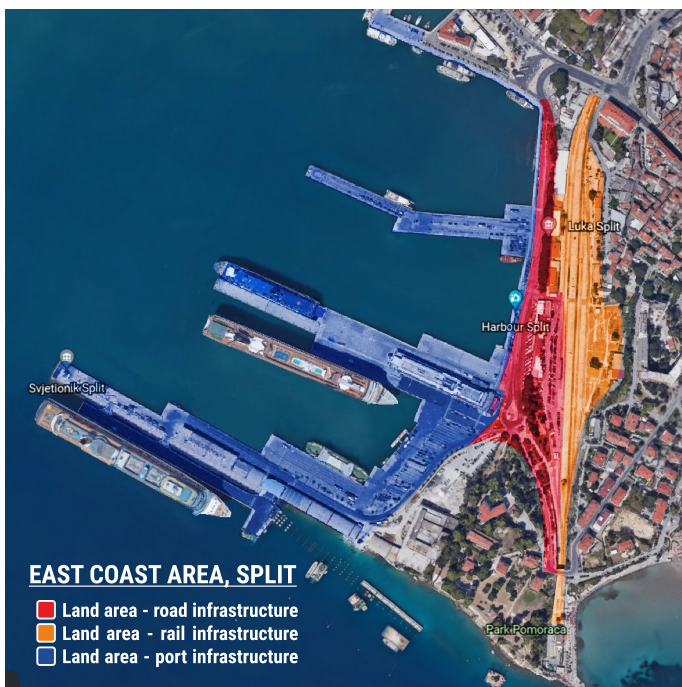 Luka Split
Harbour Split
Svjetionik Split
EAST COAST AREA, SPLIT
Land area - road infrastructure
Land area - rail infrastructure
Land area - port infrastructure
Park Pomoraca